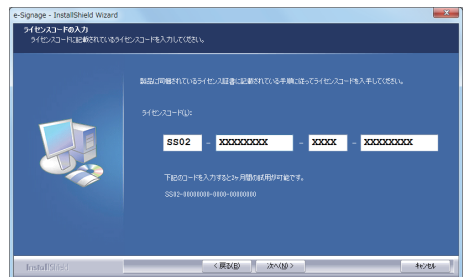 e-Signage - InstallShield Wizard
ライセンスコードの入力
ライセンスコードに記載されているライセンスコードを入力してください。
製品に同梱されているライセンス証書に記載されている手順に従ってライセンスコードを入手してください。
ライセンスコード(L):
SS02 - XXXXXXXX - XXXX - XXXXXXXX
下記のコードを入力すると2ヶ月間の試用が可能です。
SS02-00000000-0000-00000000
InstallShield
< 戻る(B) 次へ(N) > キャンセル